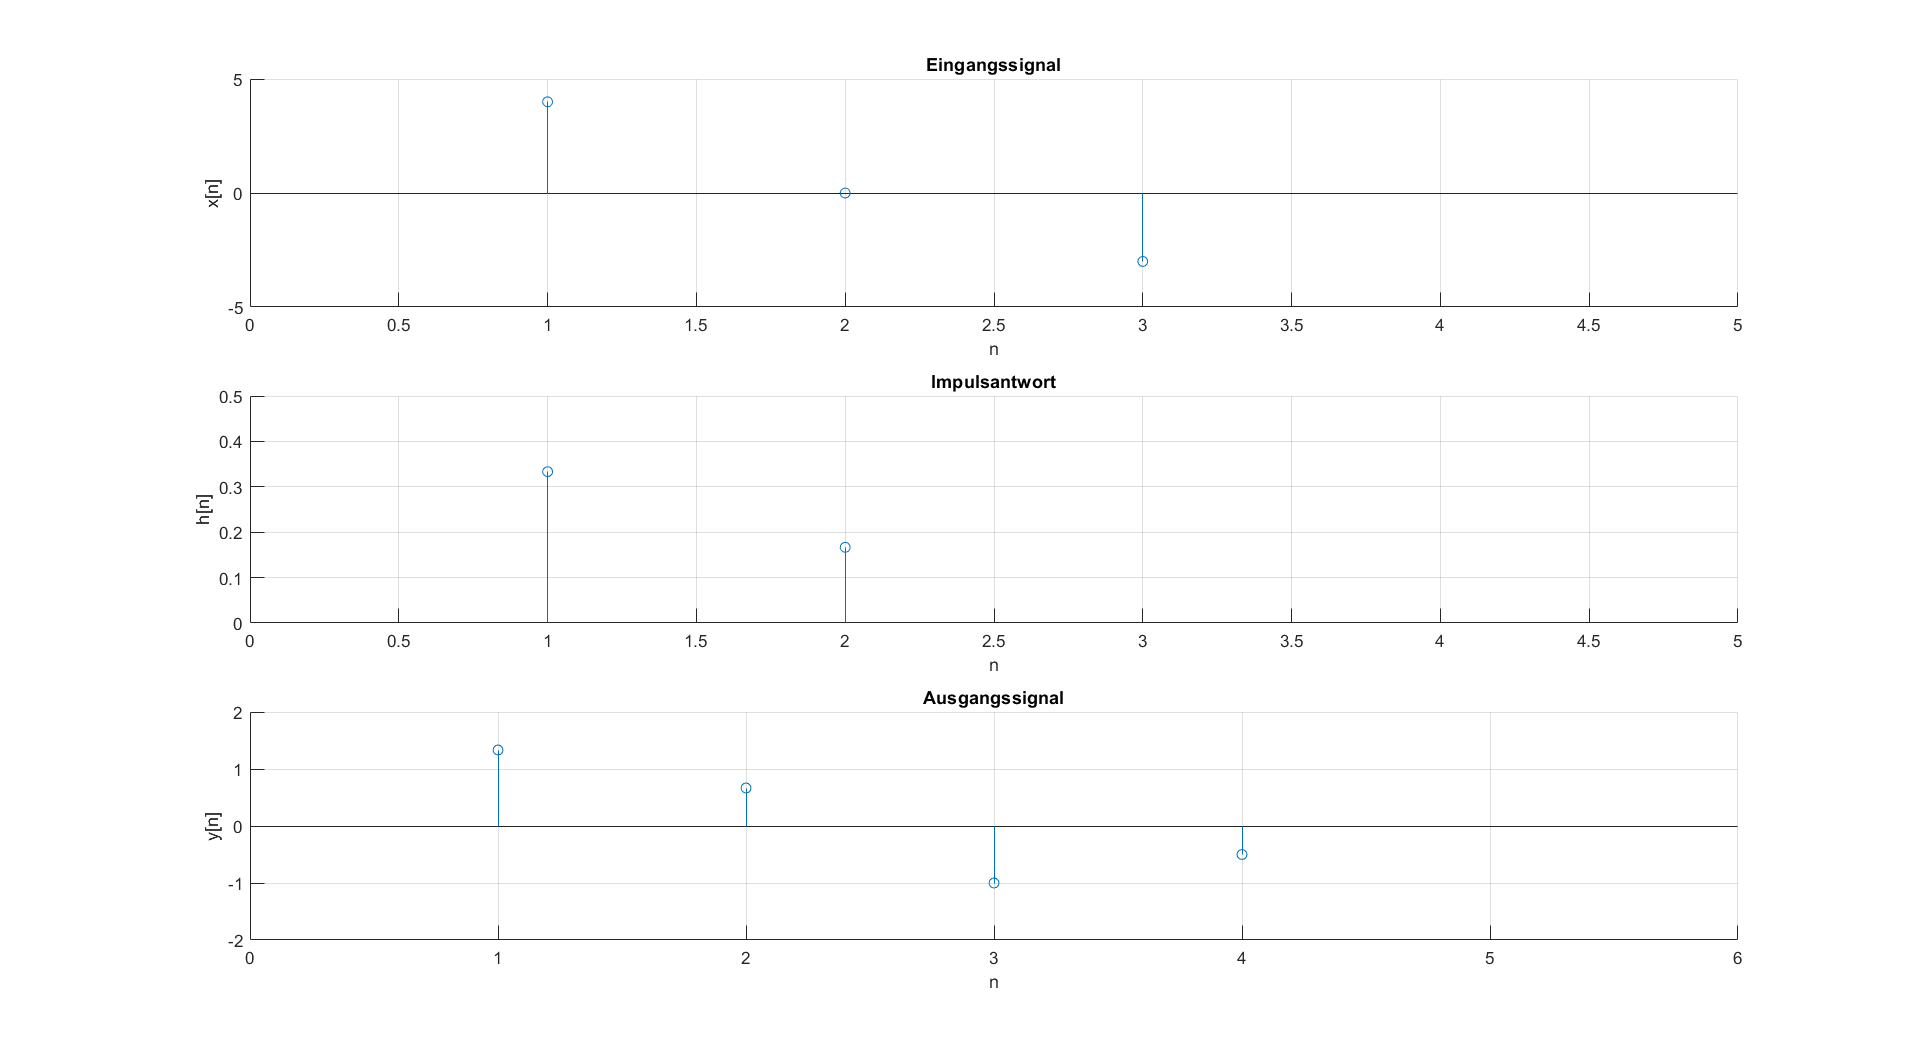 Eingangssignal
5
0
-5
x[n]
0 0.5 1 1.5 2 2.5 3 3.5 4 4.5 5
n
Impulsantwort
0.5
0.4
0.3
0.2
0.1
0
h[n]
0 0.5 1 1.5 2 2.5 3 3.5 4 4.5 5
n
Ausgangssignal
2
1
0
-1
-2
y[n]
0 1 2 3 4 5 6
n